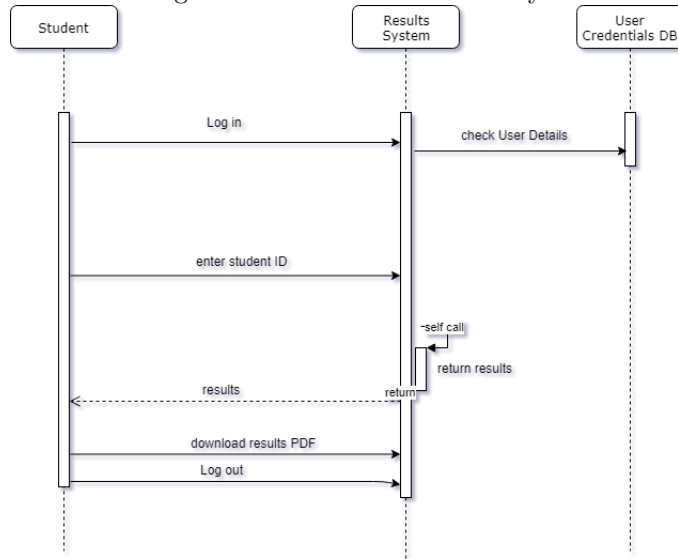 Student
Results
System
User
Credentials DB
Log in
check User Details
enter student ID
self call
return results
return
results
download results PDF
Log out